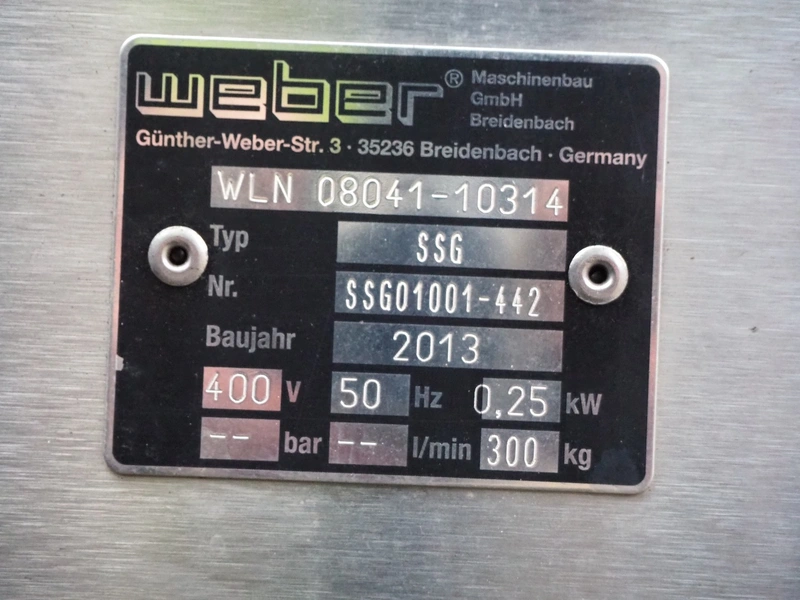 weber® Maschinenbau
GmbH
Breidenbach
Günther-Weber-Str. 3 · 35236 Breidenbach · Germany
WLN 08041-10314
Typ SSG
Nr. SSG01001-442
Baujahr 2013
400 V 50 Hz 0,25 kW
-- bar -- l/min 300 kg